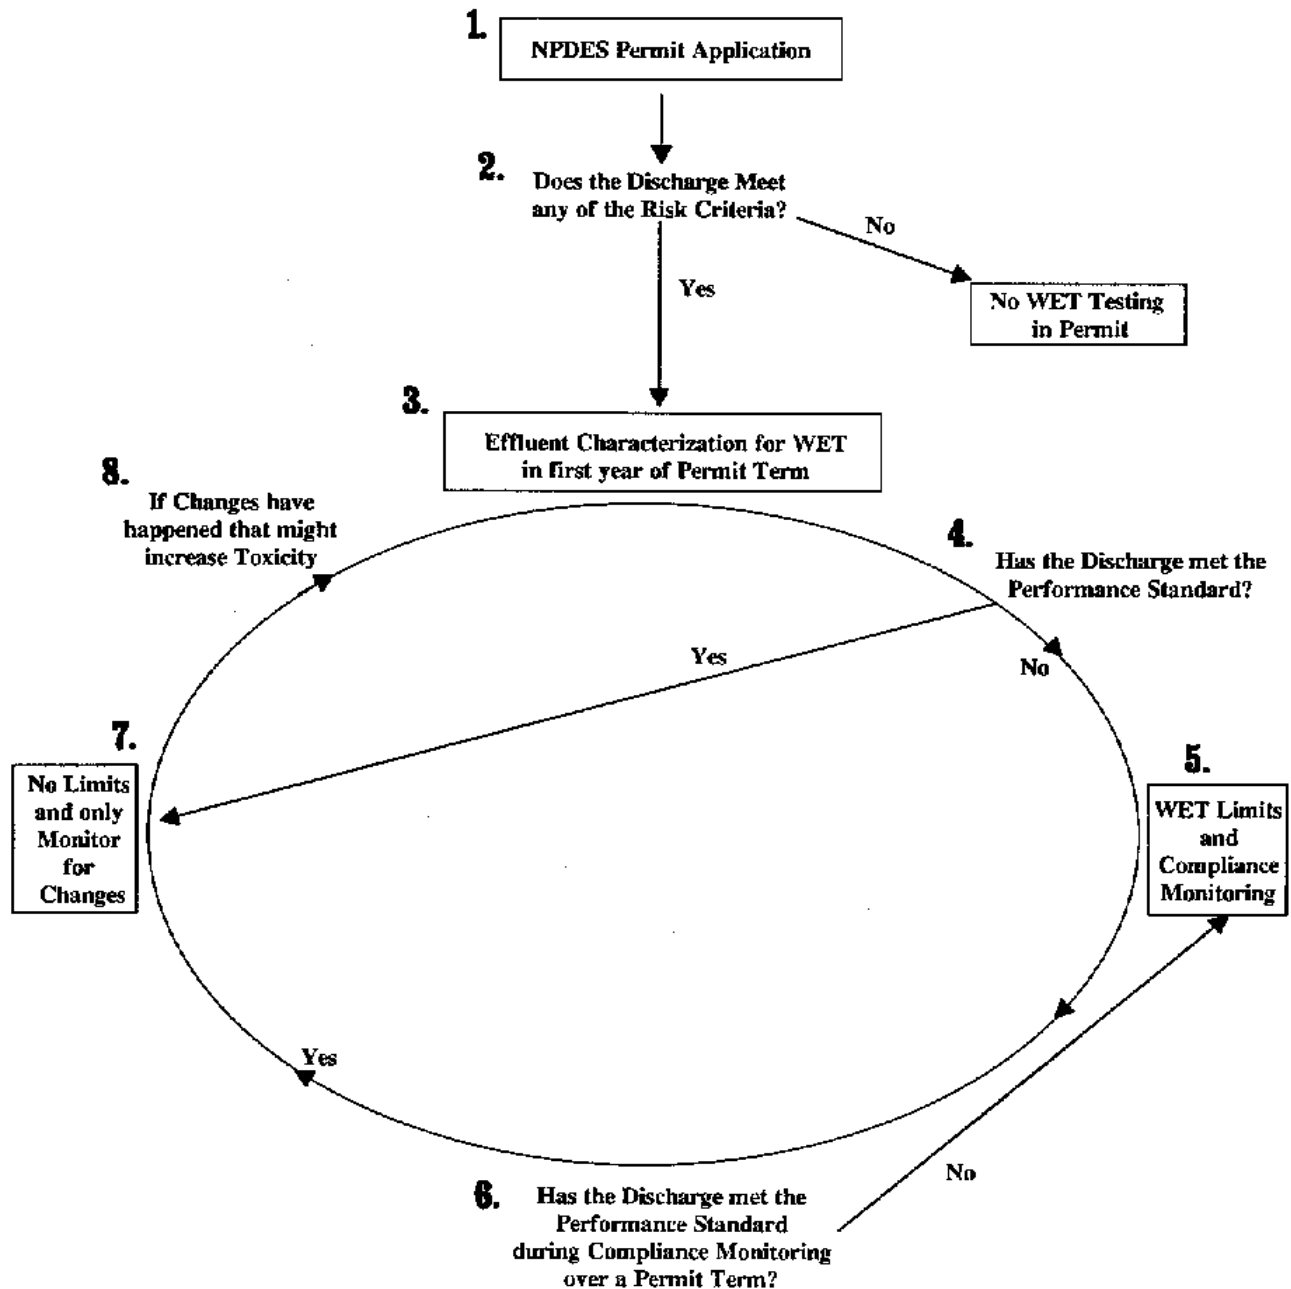 1.
NPDES Permit Application
2.
Does the Discharge Meet
any of the Risk Criteria?
No
Yes
No WET Testing
in Permit
3.
Effluent Characterization for WET
in first year of Permit Term
8.
If Changes have
happened that might
increase Toxicity
4.
Has the Discharge met the
Performance Standard?
Yes
No
7.
No Limits
and only
Monitor
for
Changes
5.
WET Limits
and
Compliance
Monitoring
Yes
No
6.
Has the Discharge met the
Performance Standard
during Compliance Monitoring
over a Permit Term?